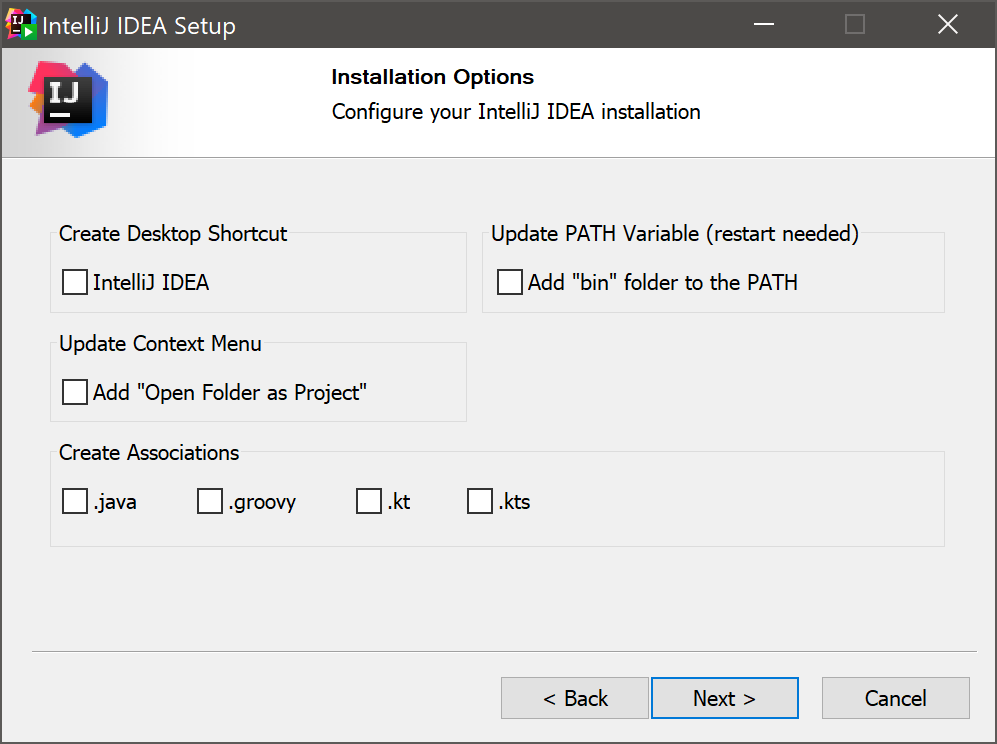 IntelliJ IDEA Setup
IJ
Installation Options
Configure your IntelliJ IDEA installation
Create Desktop Shortcut
IntelliJ IDEA
Update PATH Variable (restart needed)
Add "bin" folder to the PATH
Update Context Menu
Add "Open Folder as Project"
Create Associations
.java .groovy .kt .kts
< Back Next > Cancel